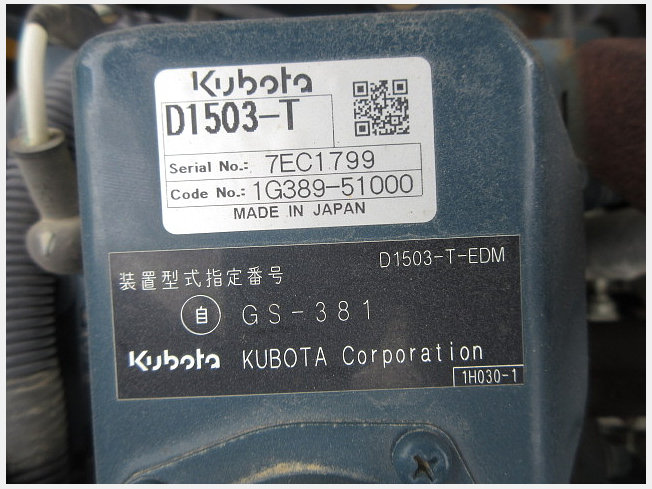 Kubota
D1503-T
Serial No.: 7EC1799
Code No.: 1G389-51000
MADE IN JAPAN
D1503-T-EDM
装置型式指定番号
自 GS-381
Kubota KUBOTA Corporation
1H030-1